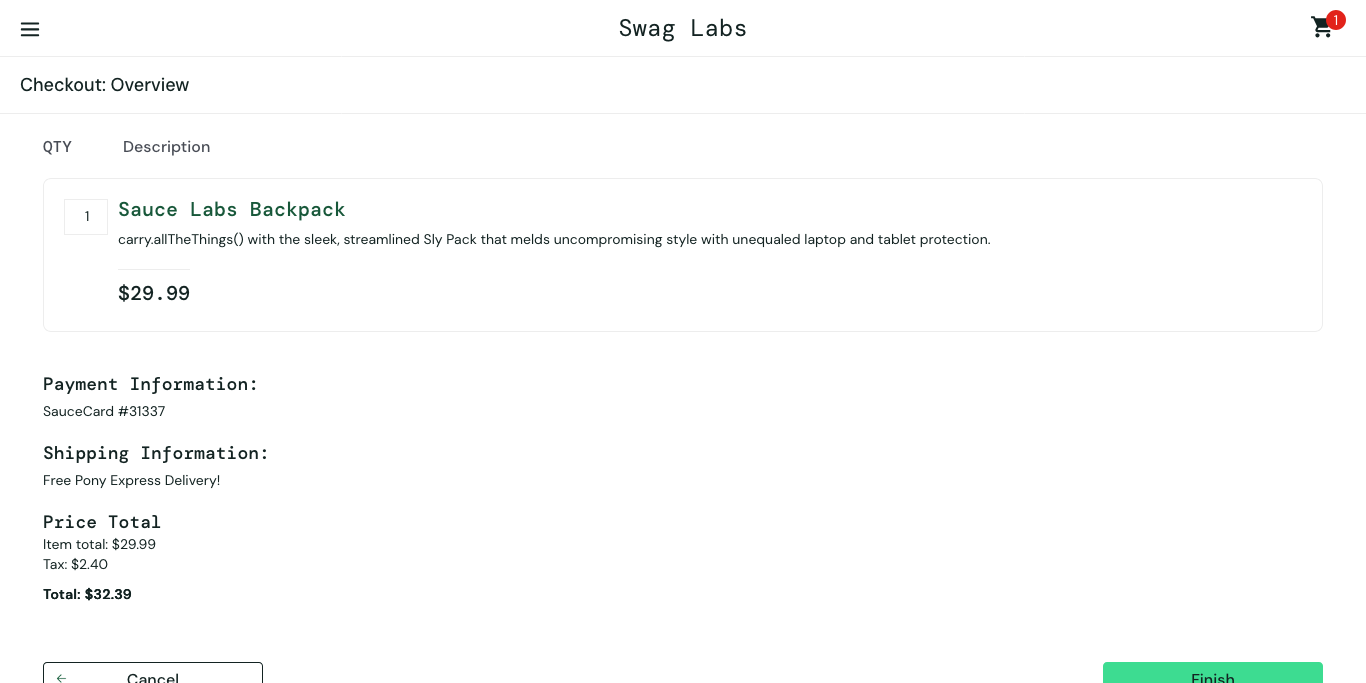 Swag Labs
1
Checkout: Overview
QTY Description
1
Sauce Labs Backpack
carry.allTheThings() with the sleek, streamlined Sly Pack that melds uncompromising style with unequaled laptop and tablet protection.
$29.99
Payment Information:
SauceCard #31337
Shipping Information:
Free Pony Express Delivery!
Price Total
Item total: $29.99
Tax: $2.40
Total: $32.39
Cancel Finish